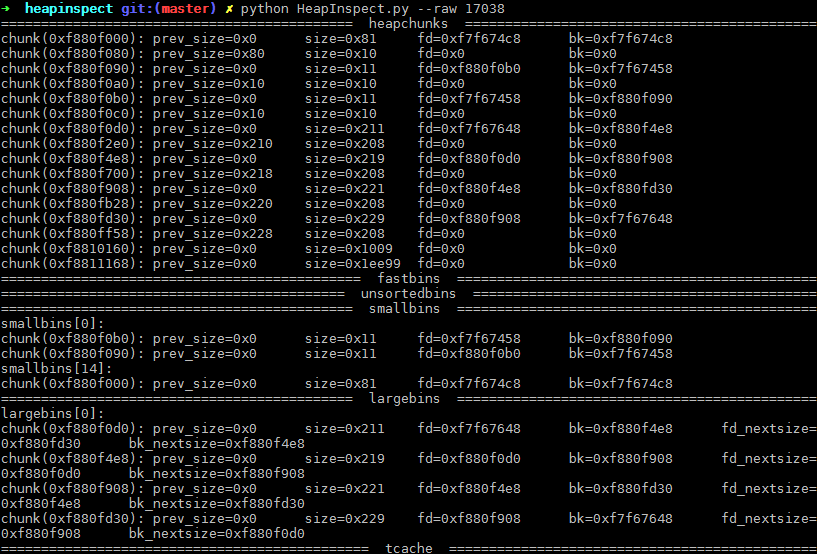 ➜  heapinspect git:(master) ✗ python HeapInspect.py --raw 17038
============================================  heapchunks  ============================================
chunk(0xf880f000): prev_size=0x0      size=0x81     fd=0xf7f674c8      bk=0xf7f674c8
chunk(0xf880f080): prev_size=0x80     size=0x10     fd=0x0             bk=0x0
chunk(0xf880f090): prev_size=0x0      size=0x11     fd=0xf880f0b0      bk=0xf7f67458
chunk(0xf880f0a0): prev_size=0x10     size=0x10     fd=0x0             bk=0x0
chunk(0xf880f0b0): prev_size=0x0      size=0x11     fd=0xf7f67458      bk=0xf880f090
chunk(0xf880f0c0): prev_size=0x10     size=0x10     fd=0x0             bk=0x0
chunk(0xf880f0d0): prev_size=0x0      size=0x211    fd=0xf7f67648      bk=0xf880f4e8
chunk(0xf880f2e0): prev_size=0x210    size=0x208    fd=0x0             bk=0x0
chunk(0xf880f4e8): prev_size=0x0      size=0x219    fd=0xf880f0d0      bk=0xf880f908
chunk(0xf880f700): prev_size=0x218    size=0x208    fd=0x0             bk=0x0
chunk(0xf880f908): prev_size=0x0      size=0x221    fd=0xf880f4e8      bk=0xf880fd30
chunk(0xf880fb28): prev_size=0x220    size=0x208    fd=0x0             bk=0x0
chunk(0xf880fd30): prev_size=0x0      size=0x229    fd=0xf880f908      bk=0xf7f67648
chunk(0xf880ff58): prev_size=0x228    size=0x208    fd=0x0             bk=0x0
chunk(0xf8810160): prev_size=0x0      size=0x1009   fd=0x0             bk=0x0
chunk(0xf8811168): prev_size=0x0      size=0x1ee99  fd=0x0             bk=0x0
=============================================  fastbins  =============================================
===========================================  unsortedbins  ===========================================
============================================  smallbins  =============================================
smallbins[0]:
chunk(0xf880f0b0): prev_size=0x0      size=0x11     fd=0xf7f67458      bk=0xf880f090
chunk(0xf880f090): prev_size=0x0      size=0x11     fd=0xf880f0b0      bk=0xf7f67458
smallbins[14]:
chunk(0xf880f000): prev_size=0x0      size=0x81     fd=0xf7f674c8      bk=0xf7f674c8
============================================  largebins  =============================================
largebins[0]:
chunk(0xf880f0d0): prev_size=0x0      size=0x211    fd=0xf7f67648      bk=0xf880f4e8      fd_nextsize=
0xf880fd30      bk_nextsize=0xf880f4e8
chunk(0xf880f4e8): prev_size=0x0      size=0x219    fd=0xf880f0d0      bk=0xf880f908      fd_nextsize=
0xf880f0d0      bk_nextsize=0xf880f908
chunk(0xf880f908): prev_size=0x0      size=0x221    fd=0xf880f4e8      bk=0xf880fd30      fd_nextsize=
0xf880f4e8      bk_nextsize=0xf880fd30
chunk(0xf880fd30): prev_size=0x0      size=0x229    fd=0xf880f908      bk=0xf7f67648      fd_nextsize=
0xf880f908      bk_nextsize=0xf880f0d0
==============================================  tcache  ==============================================